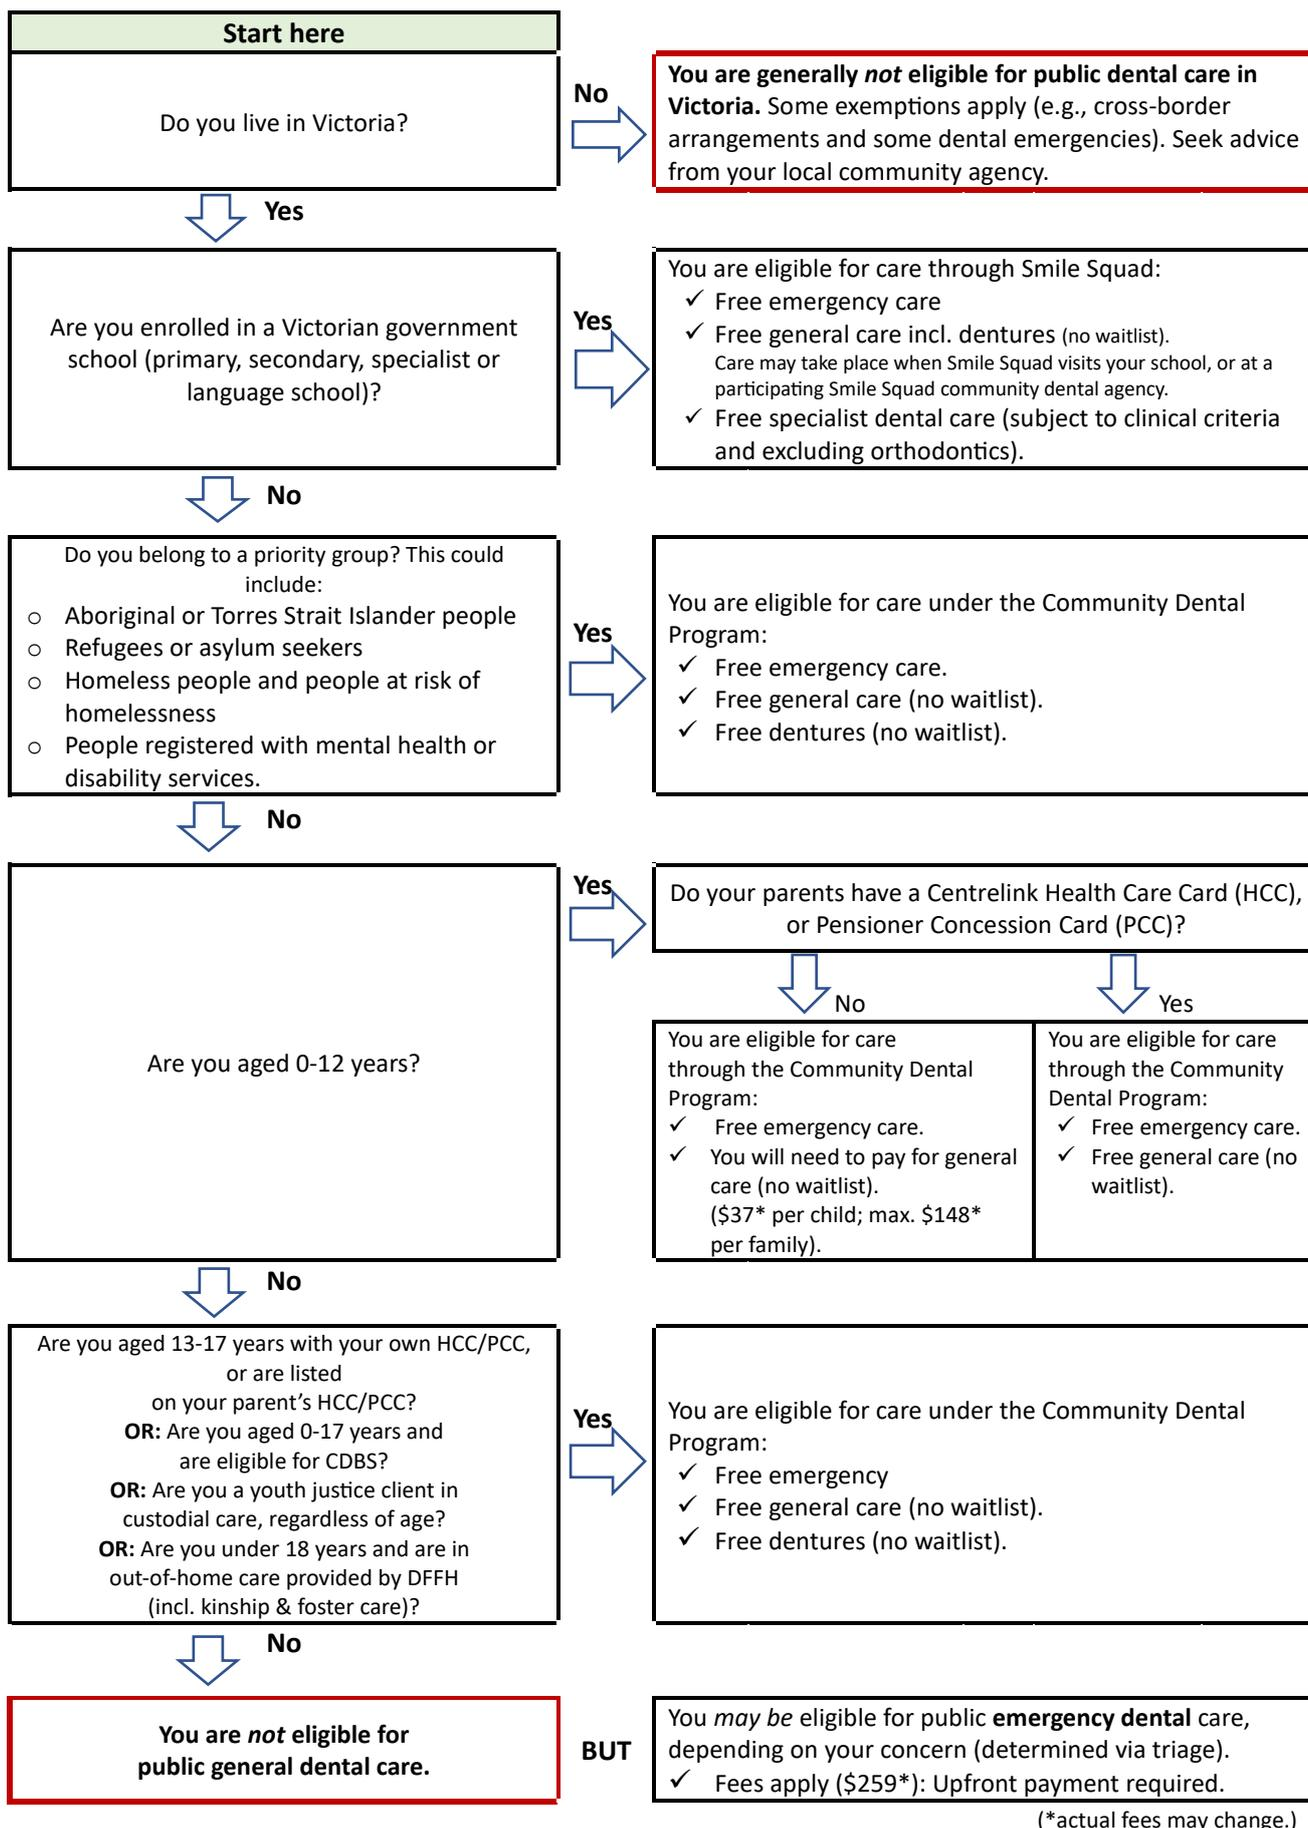 Start here
Do you live in Victoria?
No
You are generally not eligible for public dental care in
Victoria. Some exemptions apply (e.g., cross-border
arrangements and some dental emergencies). Seek advice
from your local community agency.
Yes
Are you enrolled in a Victorian government
school (primary, secondary, specialist or
language school)?
Yes
You are eligible for care through Smile Squad:
✓ Free emergency care
✓ Free general care incl. dentures (no waitlist).
Care may take place when Smile Squad visits your school, or at a
participating Smile Squad community dental agency.
✓ Free specialist dental care (subject to clinical criteria
and excluding orthodontics).
No
Do you belong to a priority group? This could
include:
o Aboriginal or Torres Strait Islander people
o Refugees or asylum seekers
o Homeless people and people at risk of
homelessness
o People registered with mental health or
disability services.
Yes
You are eligible for care under the Community Dental
Program:
✓ Free emergency care.
✓ Free general care (no waitlist).
✓ Free dentures (no waitlist).
No
Are you aged 0-12 years?
Yes
Do your parents have a Centrelink Health Care Card (HCC),
or Pensioner Concession Card (PCC)?
No
Yes
You are eligible for care
through the Community Dental
Program:
✓ Free emergency care.
✓ You will need to pay for general
care (no waitlist).
($37* per child; max. $148*
per family).
You are eligible for care
through the Community
Dental Program:
✓ Free emergency care.
✓ Free general care (no
waitlist).
No
Are you aged 13-17 years with your own HCC/PCC,
or are listed
on your parent’s HCC/PCC?
OR: Are you aged 0-17 years and
are eligible for CDBS?
OR: Are you a youth justice client in
custodial care, regardless of age?
OR: Are you under 18 years and are in
out-of-home care provided by DFFH
(incl. kinship & foster care)?
Yes
You are eligible for care under the Community Dental
Program:
✓ Free emergency
✓ Free general care (no waitlist).
✓ Free dentures (no waitlist).
No
You are not eligible for
public general dental care.
BUT
You may be eligible for public emergency dental care,
depending on your concern (determined via triage).
✓ Fees apply ($259*): Upfront payment required.
(*actual fees may change.)